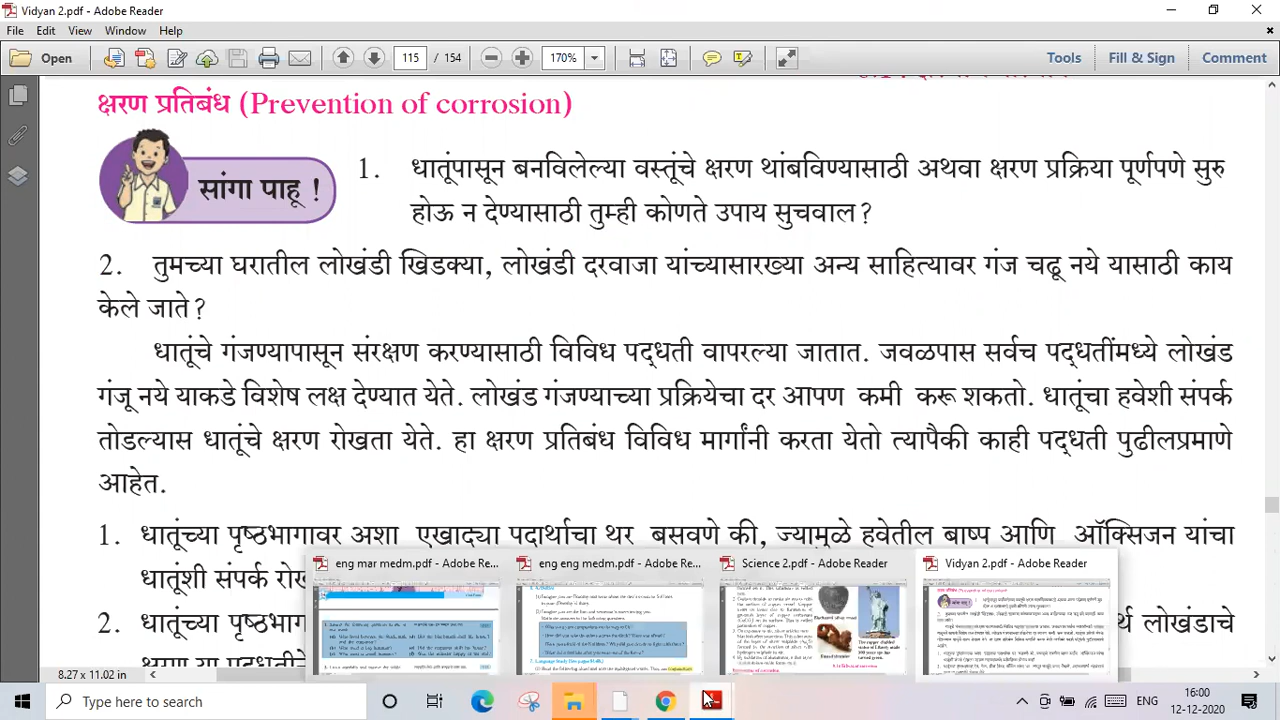 Vidyan 2.pdf - Adobe Reader
File Edit View Window Help
Open 115 / 154 170% Tools Fill & Sign Comment
क्षरण प्रतिबंध (Prevention of corrosion)
सांगा पाहू !
1. धातूंपासून बनविलेल्या वस्तूंचे क्षरण थांबविण्यासाठी अथवा क्षरण प्रक्रिया पूर्णपणे सुरु
होऊ न देण्यासाठी तुम्ही कोणते उपाय सुचवाल?
2. तुमच्या घरातील लोखंडी खिडक्या, लोखंडी दरवाजा यांच्यासारख्या अन्य साहित्यावर गंज चढू नये यासाठी काय
केले जाते?
धातूंचे गंजण्यापासून संरक्षण करण्यासाठी विविध पद्धती वापरल्या जातात. जवळपास सर्वच पद्धतींमध्ये लोखंड
गंजू नये याकडे विशेष लक्ष देण्यात येते. लोखंड गंजण्याच्या प्रक्रियेचा दर आपण कमी करू शकतो. धातूंचा हवेशी संपर्क
तोडल्यास धातूंचे क्षरण रोखता येते. हा क्षरण प्रतिबंध विविध मार्गांनी करता येतो त्यापैकी काही पद्धती पुढीलप्रमाणे
आहेत.
1. धातूंच्या पृष्ठभागावर अशा एखाद्या पदार्थाचा थर बसवणे की, ज्यामुळे हवेतील बाष्प आणि ऑक्सिजन यांचा
धातूंशी संपर्क
2. धातूंच्या लोखंडाचे
क्षरण या
eng mar medm.pdf - Adobe Re...
eng eng medm.pdf - Adobe Re...
Science 2.pdf - Adobe Reader
Vidyan 2.pdf - Adobe Reader
x 11.02 in
Type here to search
ENG
16:00
12-12-2020